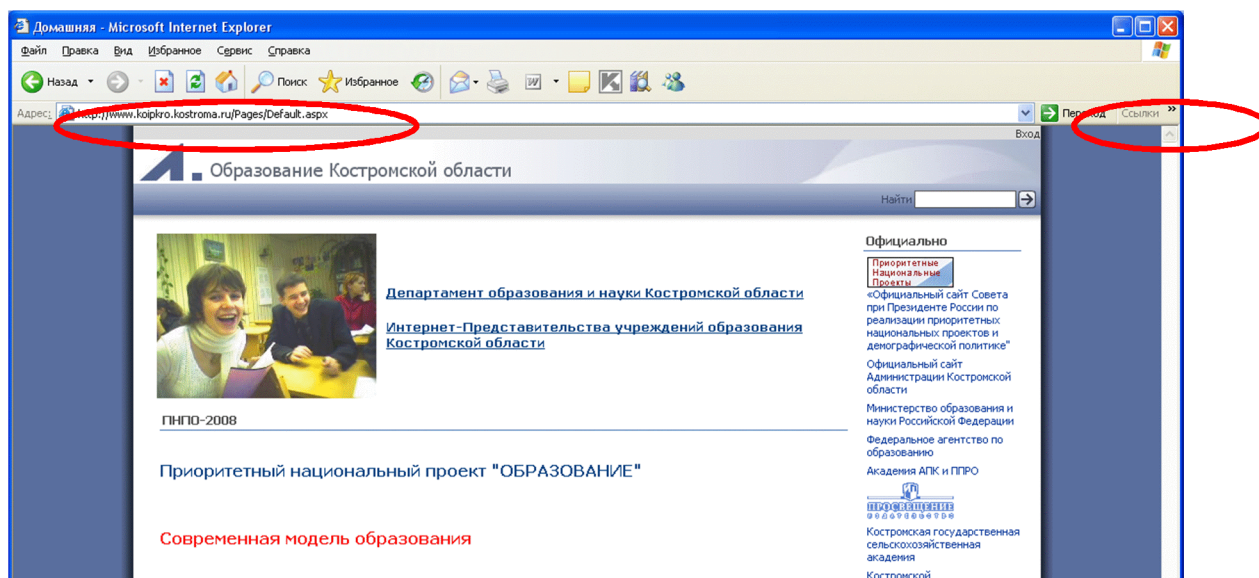 Домашняя - Microsoft Internet Explorer
Файл Правка Вид Избранное Сервис Справка
Назад Поиск Избранное
Адрес: http://www.koipkro.kostroma.ru/Pages/Default.aspx Переход Ссылки »
Вход
Образование Костромской области
Найти
Официально
Приоритетные
Национальные
Проекты
«Официальный сайт Совета
при Президенте России по
реализации приоритетных
национальных проектов и
демографической политике"
Официальный сайт
Администрации Костромской
области
Министерство образования и
науки Российской Федерации
Федеральное агентство по
образованию
Академия АПК и ППРО
ПРОСВЕЩЕНИЕ
ИЗДАТЕЛЬСТВО
Костромская государственная
сельскохозяйственная
академия
Костромской
Департамент образования и науки Костромской области
Интернет-Представительства учреждений образования
Костромской области
ПНПО-2008
Приоритетный национальный проект "ОБРАЗОВАНИЕ"
Современная модель образования